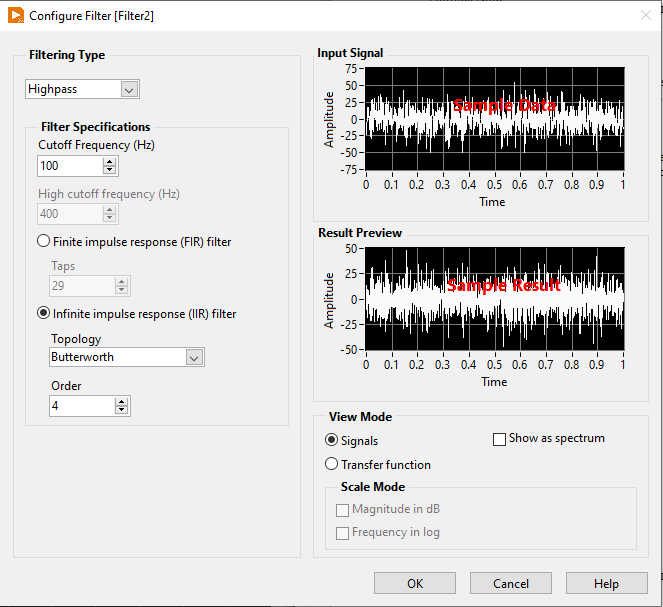 Configure Filter [Filter2]
Filtering Type
Highpass
Filter Specifications
Cutoff Frequency (Hz)
100
High cutoff frequency (Hz)
400
Finite impulse response (FIR) filter
Taps
29
Infinite impulse response (IIR) filter
Topology
Butterworth
Order
4
Input Signal
Amplitude
75
50
25
0
-25
-50
-75
Sample Data
0 0.1 0.2 0.3 0.4 0.5 0.6 0.7 0.8 0.9 1
Time
Result Preview
Amplitude
50
25
0
-25
-50
Sample Result
0 0.1 0.2 0.3 0.4 0.5 0.6 0.7 0.8 0.9 1
Time
View Mode
Signals
Show as spectrum
Transfer function
Scale Mode
Magnitude in dB
Frequency in log
OK Cancel Help